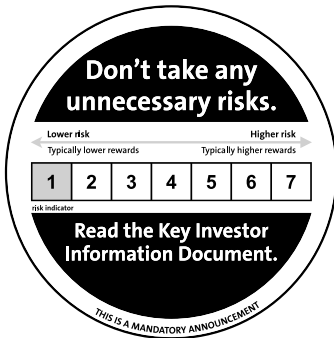 Don't take any
unnecessary risks.
Lower risk Higher risk
Typically lower rewards Typically higher rewards
1 2 3 4 5 6 7
risk indicator
Read the Key Investor
Information Document.
THIS IS A MANDATORY ANNOUNCEMENT